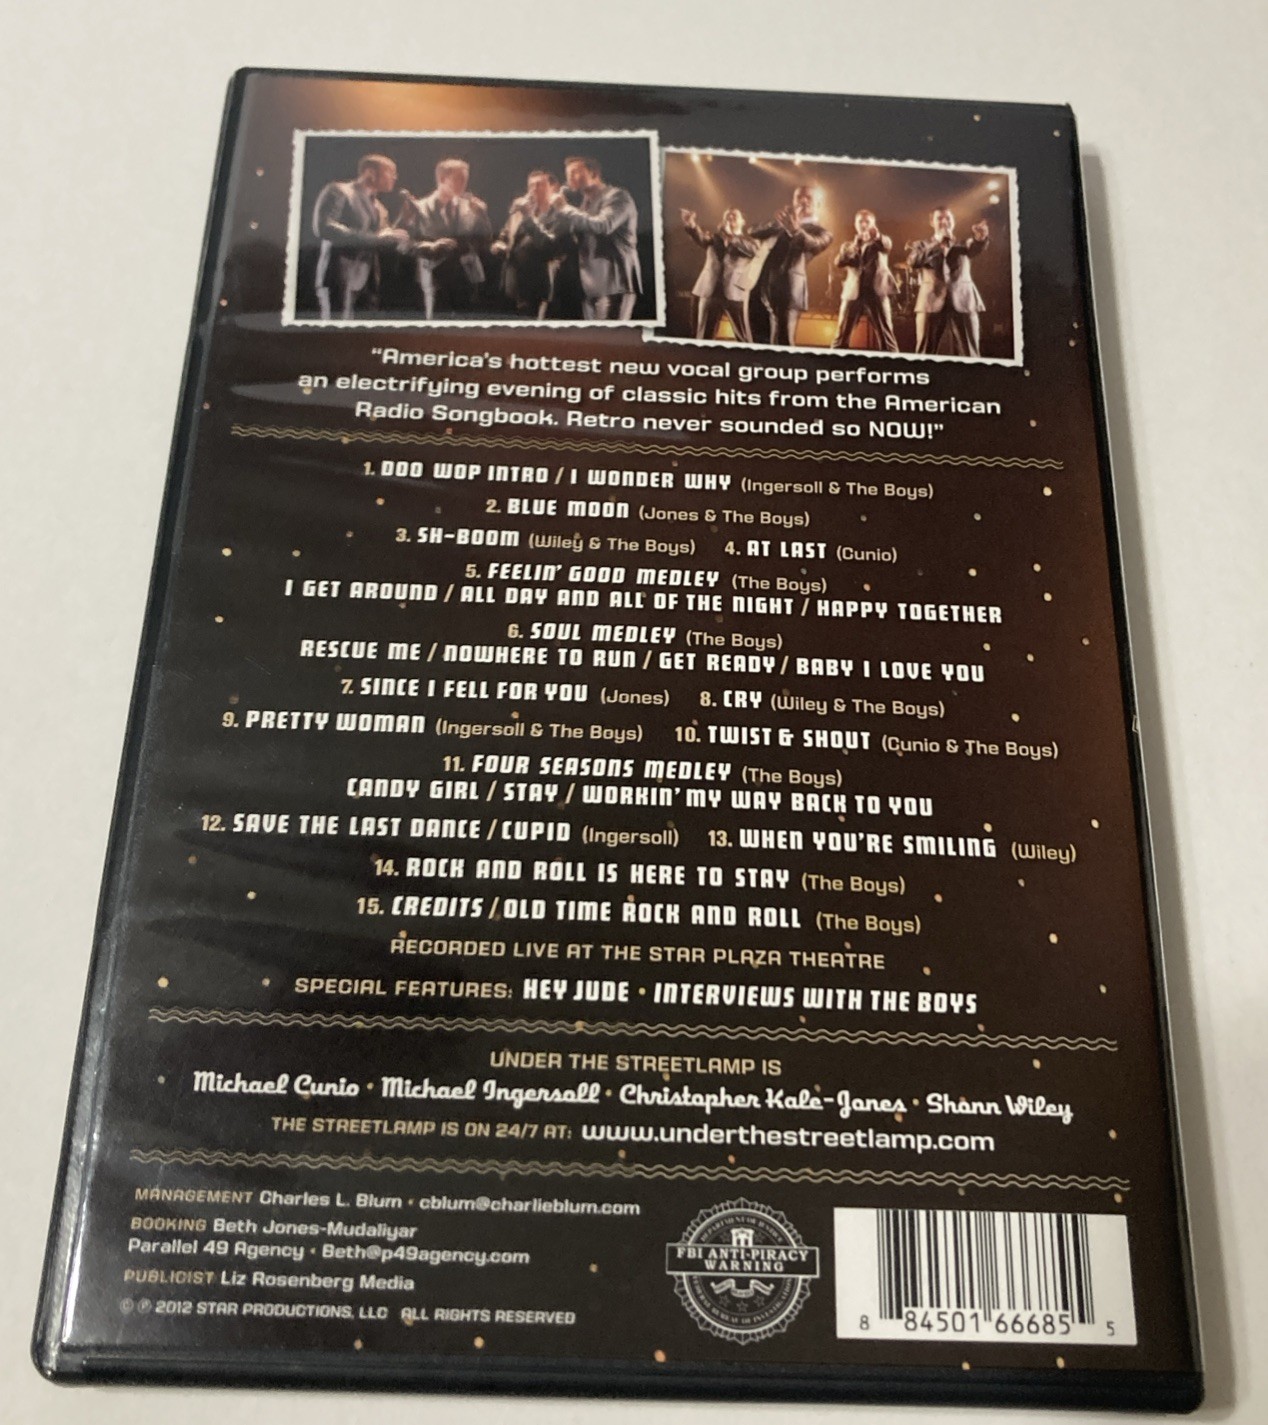 "America's hottest new vocal group performs
an electrifying evening of classic hits from the American
Radio Songbook. Retro never sounded so NOW!"
1. DOO WOP INTRO / I WONDER WHY (Ingersoll & The Boys)
2. BLUE MOON (Jones & The Boys)
3. SH-BOOM (Wiley & The Boys) 4. AT LAST (Cunio)
5. FEELIN' GOOD MEDLEY (The Boys)
I GET AROUND / ALL DAY AND ALL OF THE NIGHT / HAPPY TOGETHER
6. SOUL MEDLEY (The Boys)
RESCUE ME / NOWHERE TO RUN / GET READY / BABY I LOVE YOU
7. SINCE I FELL FOR YOU (Jones) 8. CRY (Wiley & The Boys)
9. PRETTY WOMAN (Ingersoll & The Boys) 10. TWIST & SHOUT (Cunio & The Boys)
11. FOUR SEASONS MEDLEY (The Boys)
CANDY GIRL / STAY / WORKIN' MY WAY BACK TO YOU
12. SAVE THE LAST DANCE / CUPID (Ingersoll) 13. WHEN YOU'RE SMILING (Wiley)
14. ROCK AND ROLL IS HERE TO STAY (The Boys)
15. CREDITS / OLD TIME ROCK AND ROLL (The Boys)
RECORDED LIVE AT THE STAR PLAZA THEATRE
SPECIAL FEATURES: HEY JUDE • INTERVIEWS WITH THE BOYS
UNDER THE STREETLAMP IS
Michael Cunio • Michael Ingersoll • Christopher Kale-Jones • Shonn Wiley
THE STREETLAMP IS ON 24/7 AT: www.underthestreetlamp.com
MANAGEMENT Charles L. Blum • cblum@charlieblum.com
BOOKING Beth Jones-Mudaliyar
Parallel 49 Agency • Beth@p49agency.com
PUBLICIST Liz Rosenberg Media
© ℗ 2012 STAR PRODUCTIONS, LLC ALL RIGHTS RESERVED
FBI ANTI-PIRACY
WARNING
8 84501 66685 5